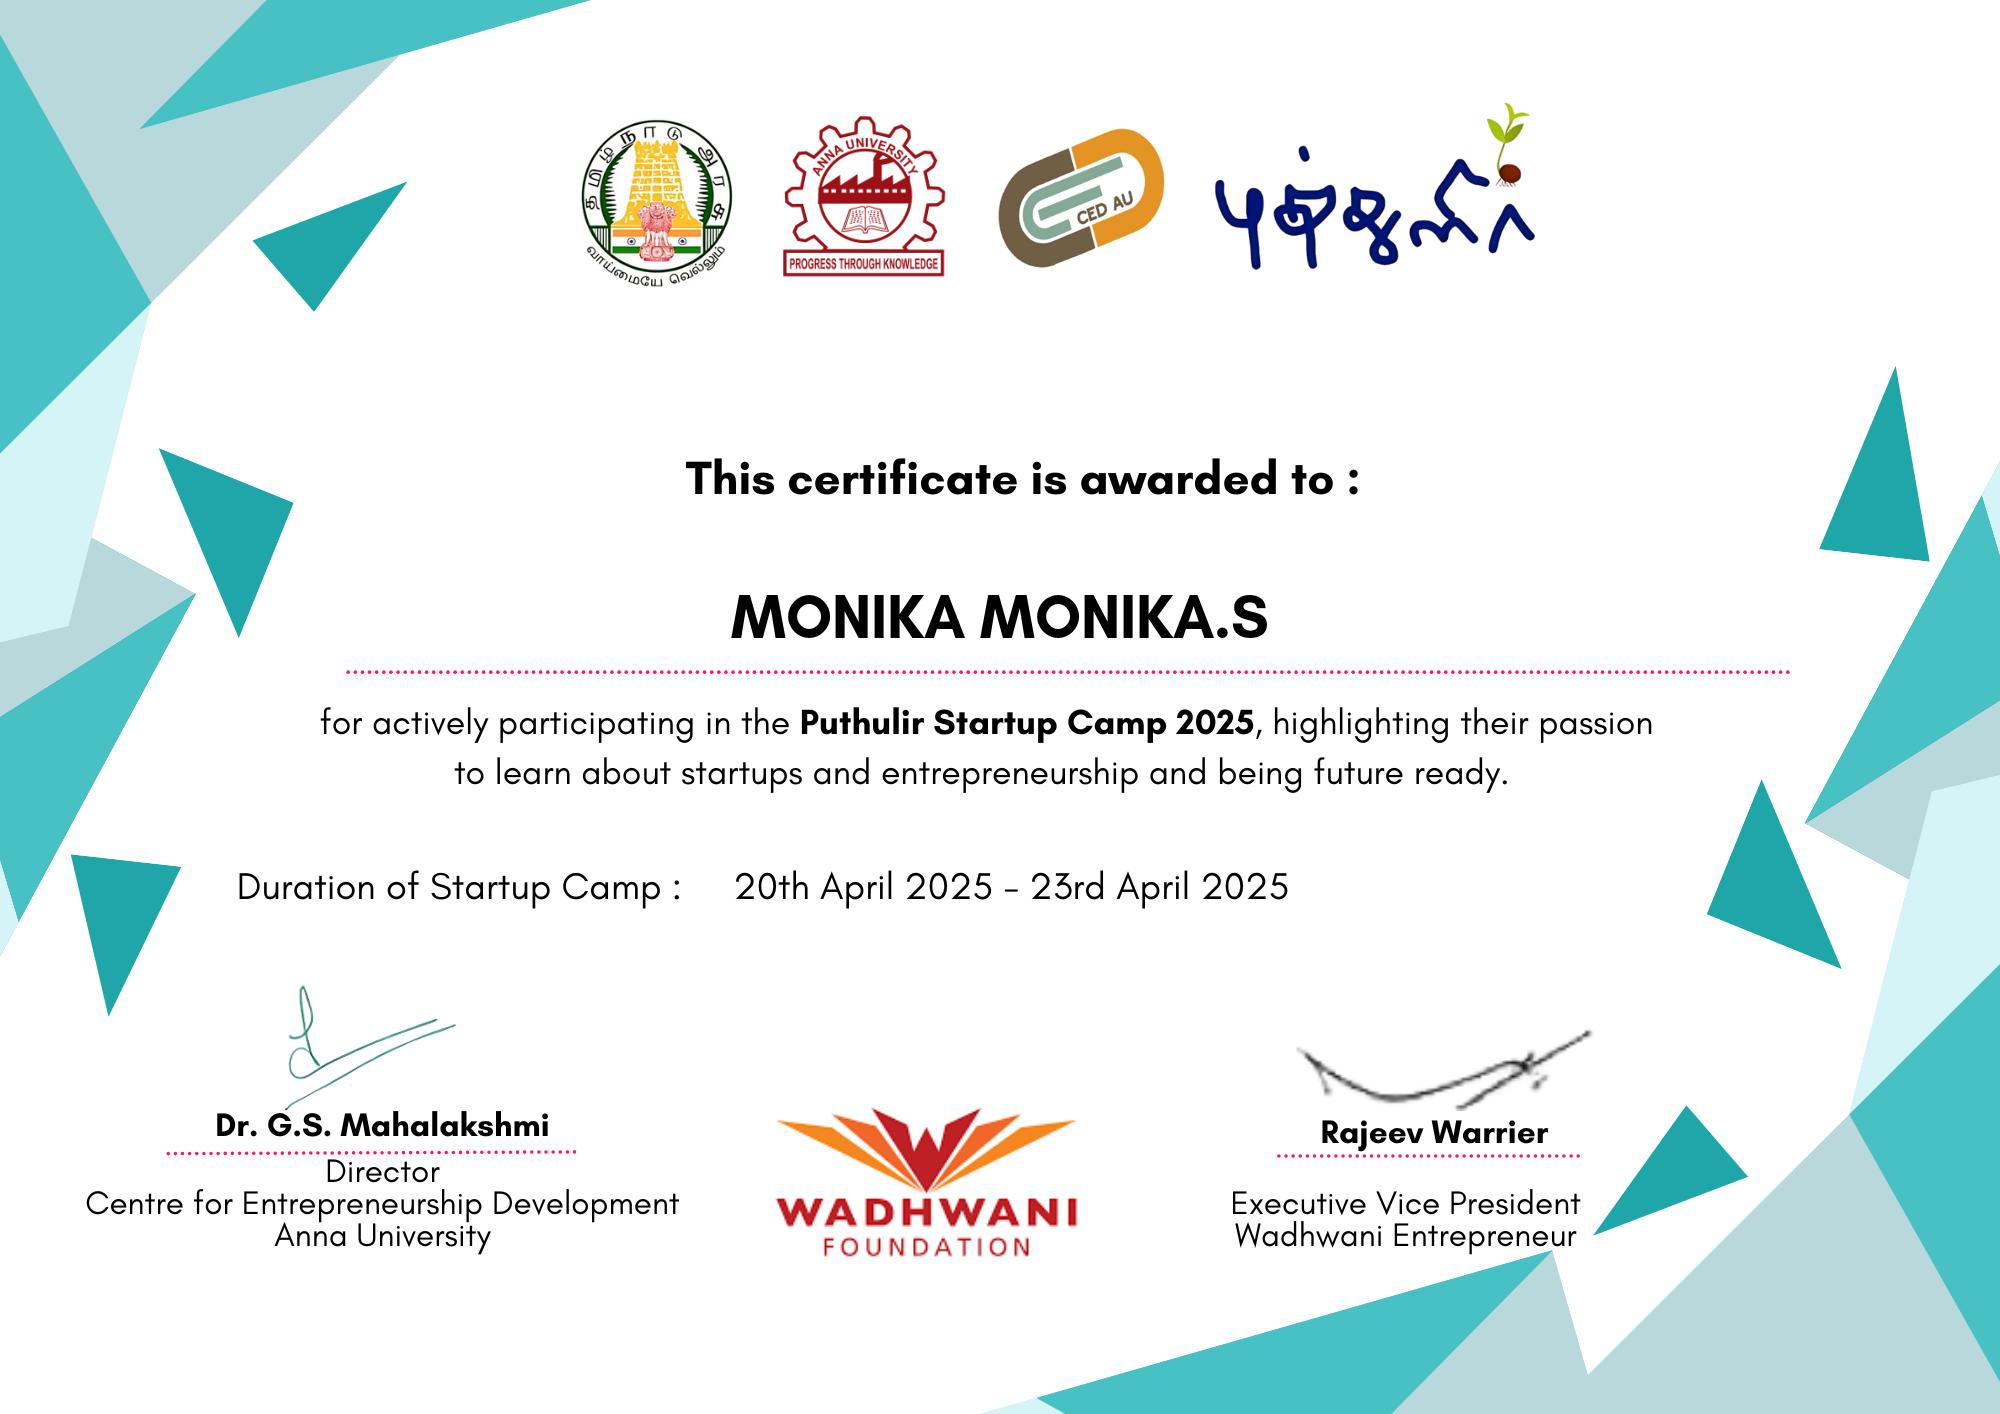 தமிழ்நாடு அரசு
வாய்மையே வெல்லும்
ANNA UNIVERSITY
PROGRESS THROUGH KNOWLEDGE
CED AU
புத்துளிர்
This certificate is awarded to :
MONIKA MONIKA.S
for actively participating in the Puthulir Startup Camp 2025, highlighting their passion
to learn about startups and entrepreneurship and being future ready.
Duration of Startup Camp : 20th April 2025 – 23rd April 2025
Dr. G.S. Mahalakshmi
Director
Centre for Entrepreneurship Development
Anna University
WADHWANI
FOUNDATION
Rajeev Warrier
Executive Vice President
Wadhwani Entrepreneur